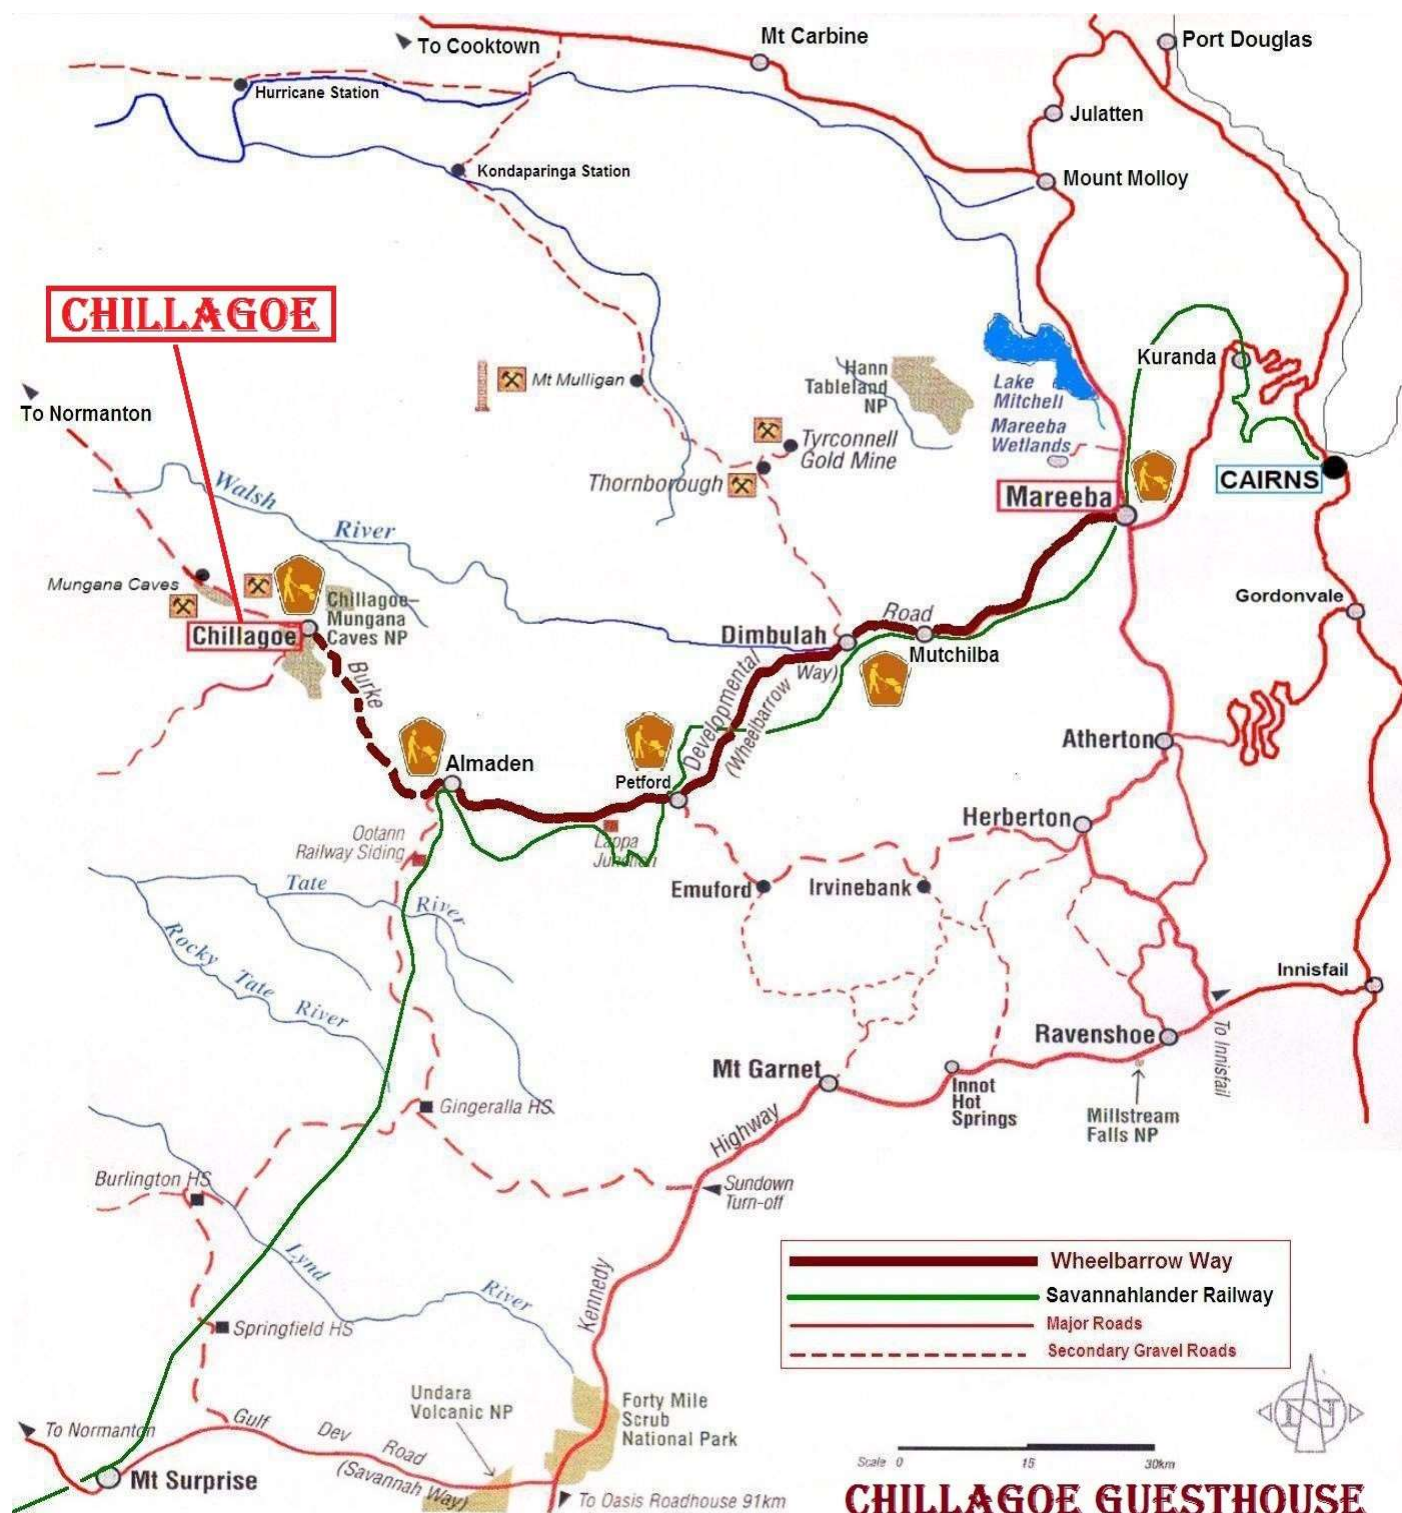 To Cooktown
Mt Carbine
Port Douglas
Hurricane Station
Julatten
Kondaparinga Station
Mount Molloy
CHILLAGOE
To Normanton
Mt Mulligan
Hann
Tableland
NP
Lake
Mitchell
Mareeba
Wetlands
Kuranda
Tyrconnell
Gold Mine
Thornborough
CAIRNS
Mareeba
Walsh
River
Mungana Caves
Chillagoe–
Mungana
Caves NP
Chillagoe
Burke
Dimbulah
Road
Mutchilba
Developmental
(Wheelbarrow Way)
Gordonvale
Almaden
Petford
Atherton
Ootann
Railway Siding
Lappa
Junction
Herberton
Tate
River
Emuford
Irvinebank
Rocky Tate River
Innisfail
Ravenshoe
To Innisfail
Mt Garnet
Innot
Hot
Springs
Millstream
Falls NP
Gingeralla HS
Highway
Burlington HS
Sundown
Turn-off
Lynd
River
Kennedy
Springfield HS
Wheelbarrow Way
Savannahlander Railway
Major Roads
Secondary Gravel Roads
Undara
Volcanic NP
Forty Mile
Scrub
National Park
To Normanton
Gulf Dev Road
(Savannah Way)
Mt Surprise
To Oasis Roadhouse 91km
N
Scale 0 15 30km
CHILLAGOE GUESTHOUSE